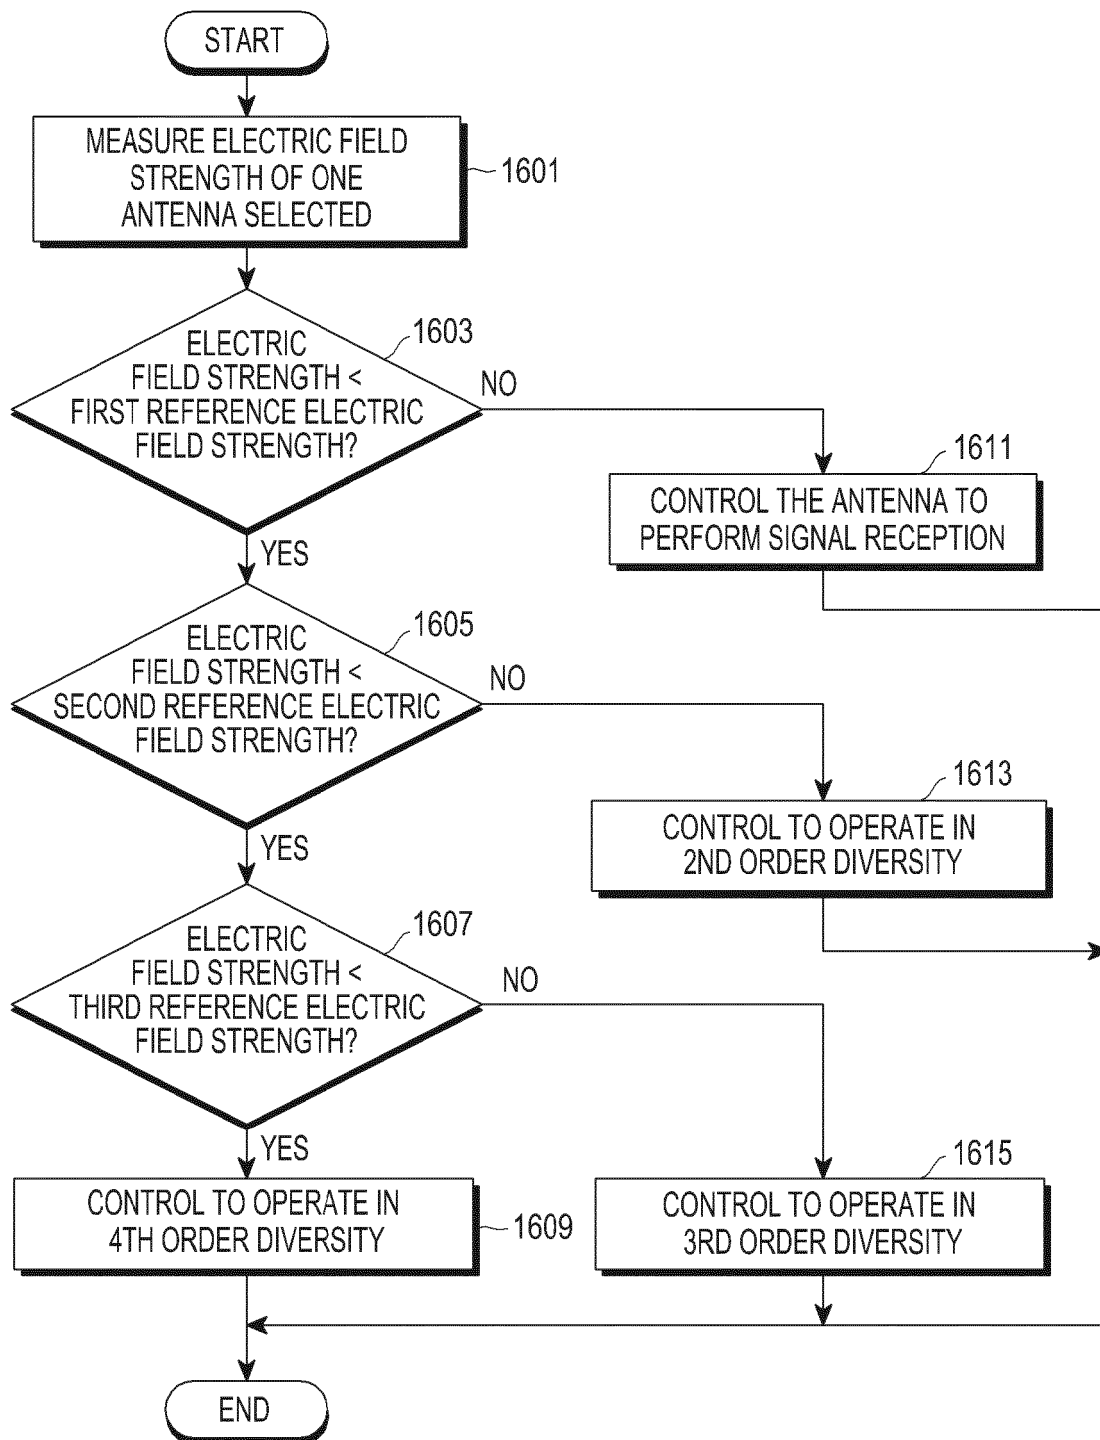 START
MEASURE ELECTRIC FIELD
STRENGTH OF ONE
ANTENNA SELECTED
1601
ELECTRIC
FIELD STRENGTH <
FIRST REFERENCE ELECTRIC
FIELD STRENGTH?
1603
NO
YES
1611
CONTROL THE ANTENNA TO
PERFORM SIGNAL RECEPTION
ELECTRIC
FIELD STRENGTH <
SECOND REFERENCE ELECTRIC
FIELD STRENGTH?
1605
NO
YES
1613
CONTROL TO OPERATE IN
2ND ORDER DIVERSITY
ELECTRIC
FIELD STRENGTH <
THIRD REFERENCE ELECTRIC
FIELD STRENGTH?
1607
NO
YES
CONTROL TO OPERATE IN
4TH ORDER DIVERSITY
1609
1615
CONTROL TO OPERATE IN
3RD ORDER DIVERSITY
END